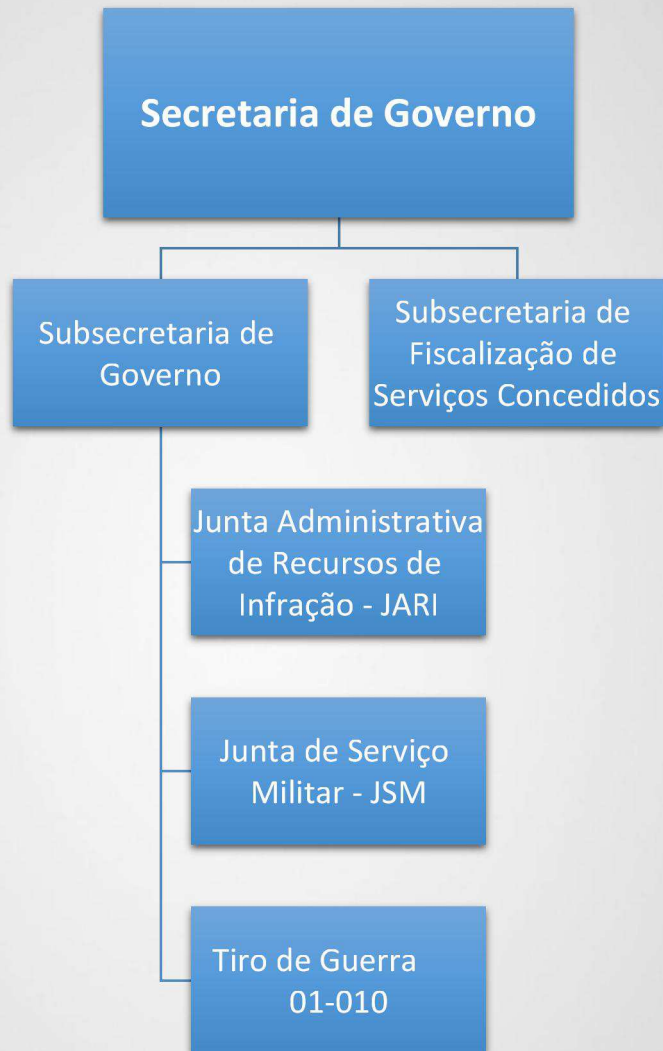 Secretaria de Governo
Subsecretaria de
Governo
Subsecretaria de
Fiscalização de
Serviços Concedidos
Junta Administrativa
de Recursos de
Infração - JARI
Junta de Serviço
Militar - JSM
Tiro de Guerra
01-010